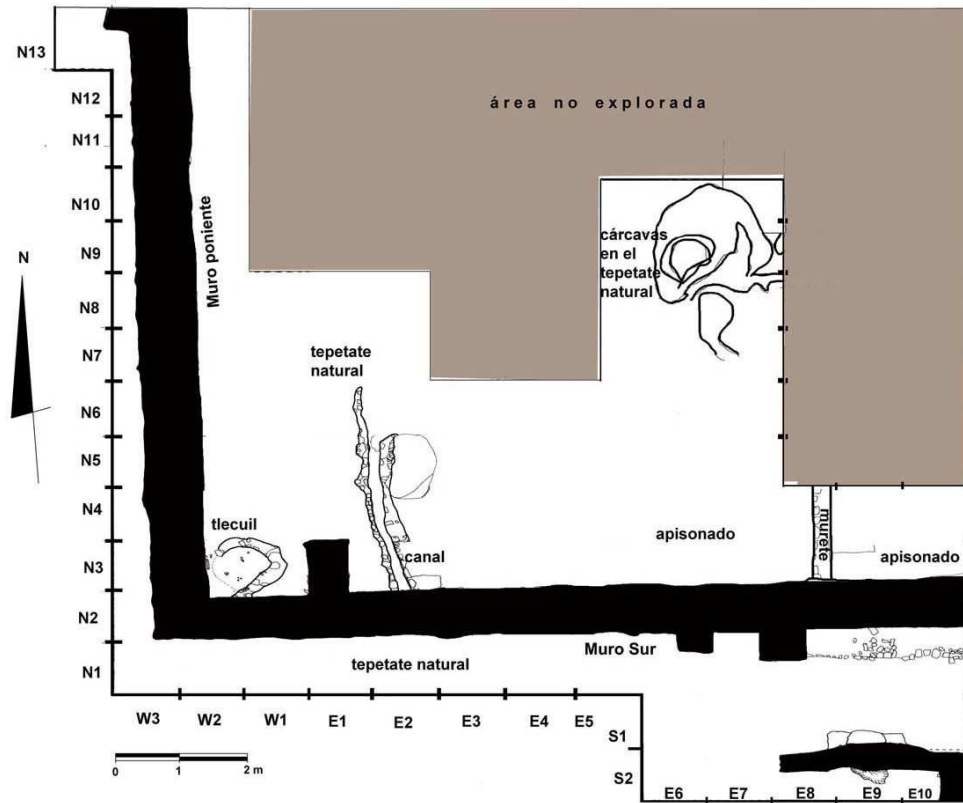 N13
N12
N11
N10
N9
N8
N7
N6
N5
N4
N3
N2
N1
N
área no explorada
Muro poniente
cárcavas
en el
tepetate
natural
tepetate
natural
tlecuil
canal
apisonado
murete
apisonado
Muro Sur
tepetate natural
W3 W2 W1 E1 E2 E3 E4 E5
S1
S2
E6 E7 E8 E9 E10
0 1 2 m